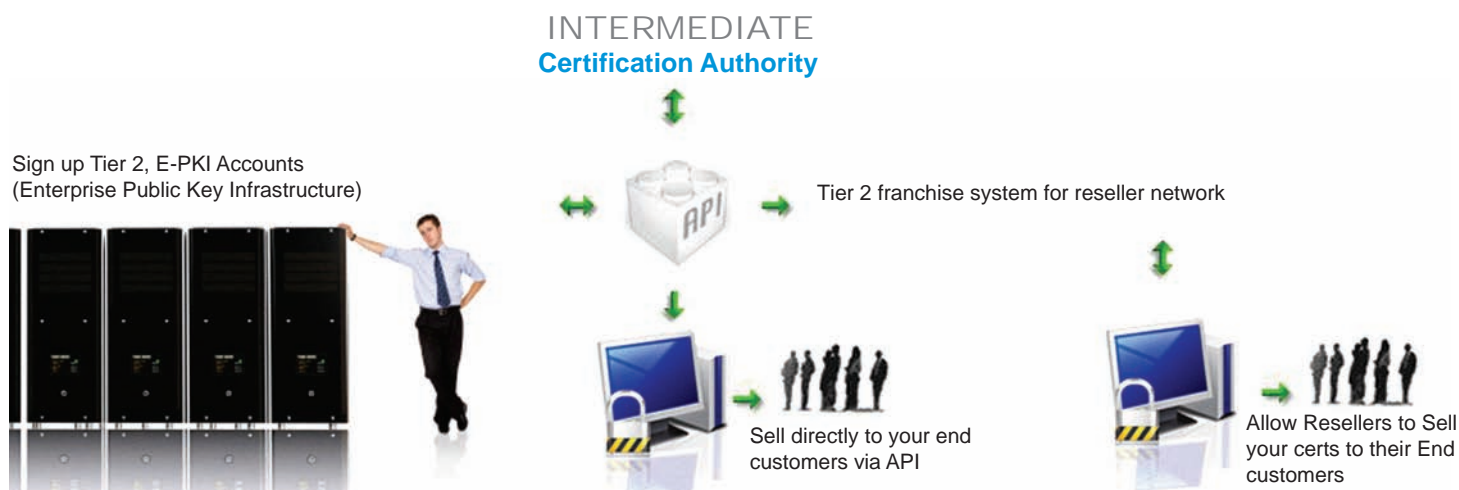 INTERMEDIATE
Certification Authority
Sign up Tier 2, E-PKI Accounts
(Enterprise Public Key Infrastructure)
API
Tier 2 franchise system for reseller network
Sell directly to your end
customers via API
Allow Resellers to Sell
your certs to their End
customers